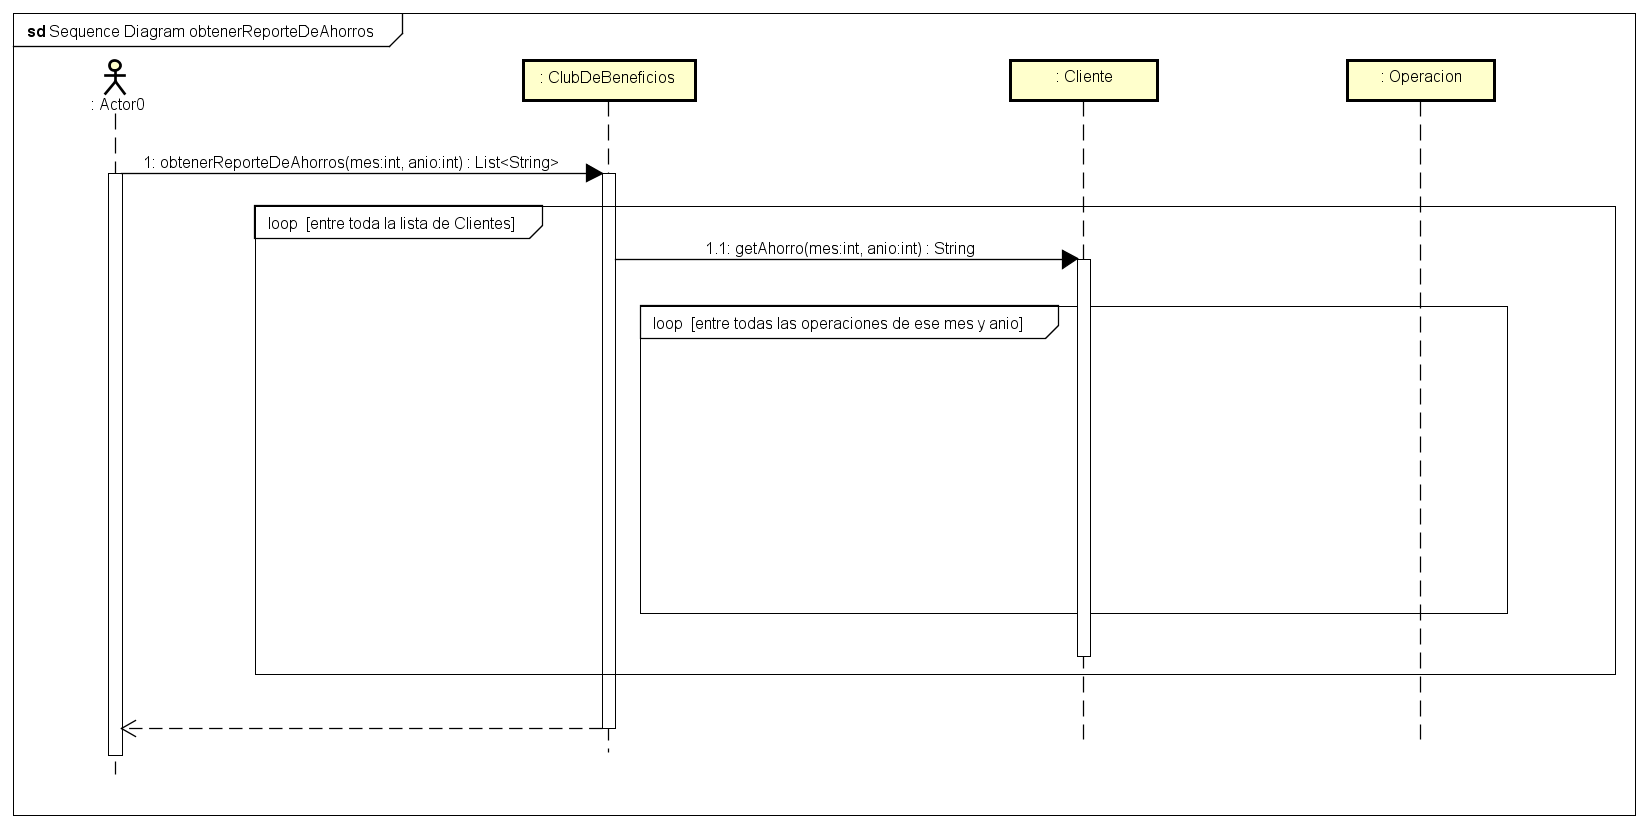 sd Sequence Diagram obtenerReporteDeAhorros
: Actor0
: ClubDeBeneficios
: Cliente
: Operacion
1: obtenerReporteDeAhorros(mes:int, anio:int) : List<String>
loop [entre toda la lista de Clientes]
1.1: getAhorro(mes:int, anio:int) : String
loop [entre todas las operaciones de ese mes y anio]